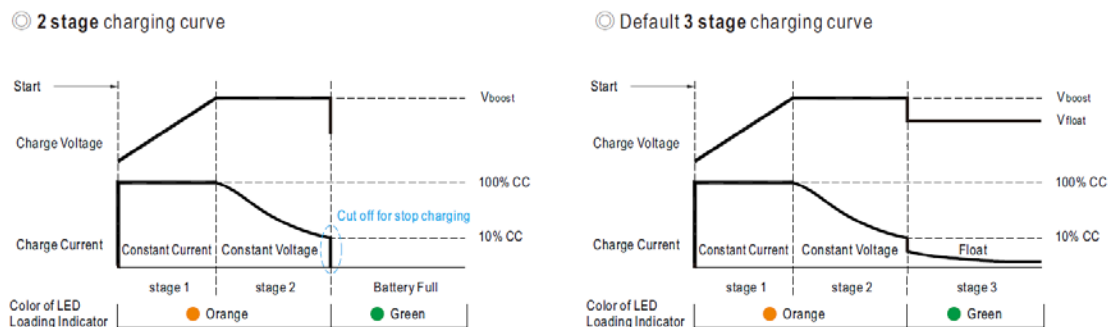 ◎ 2 stage charging curve
Start
Vboost
Charge Voltage
100% CC
Cut off for stop charging
10% CC
Charge Current
Constant Current
Constant Voltage
stage 1
stage 2
Battery Full
Color of LED
Loading Indicator
Orange
Green
◎ Default 3 stage charging curve
Start
Vboost
Vfloat
Charge Voltage
100% CC
10% CC
Charge Current
Constant Current
Constant Voltage
Float
stage 1
stage 2
stage 3
Color of LED
Loading Indicator
Orange
Green